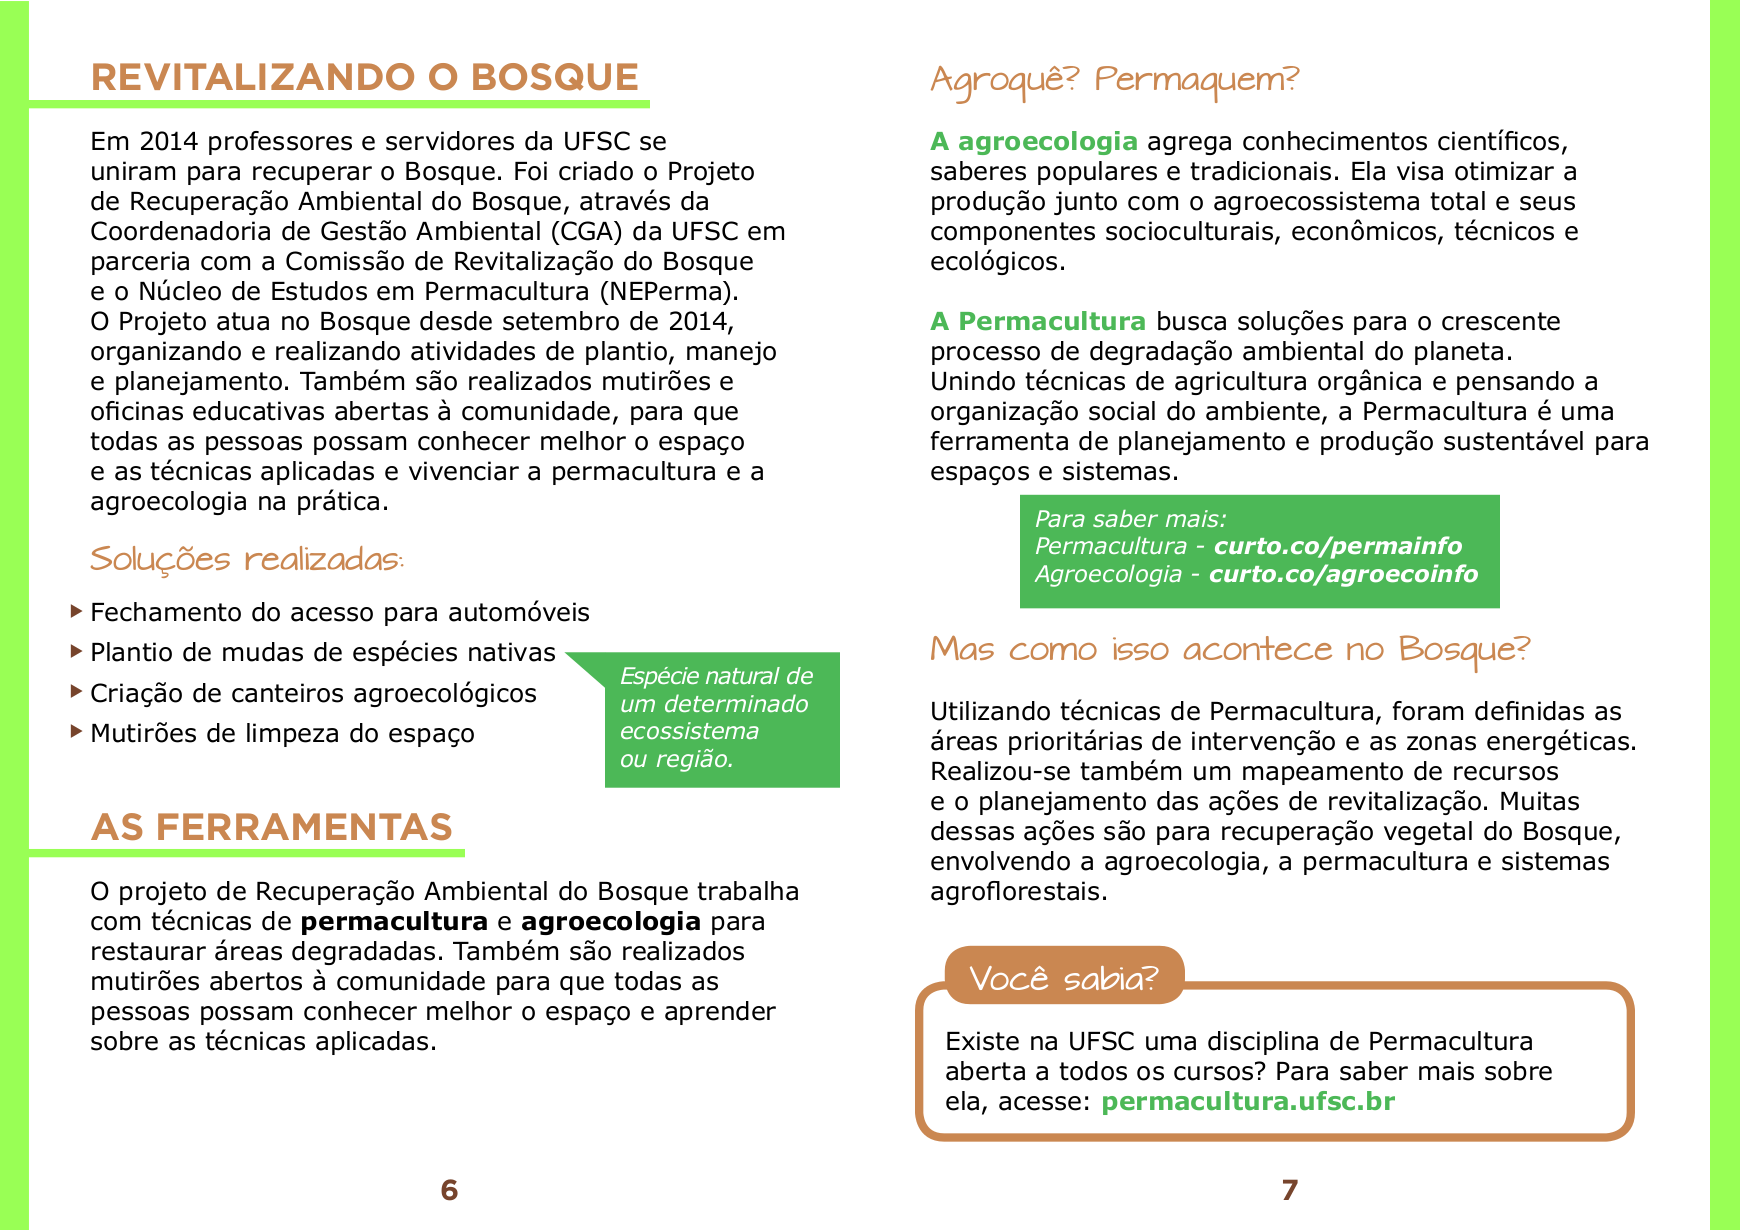 REVITALIZANDO O BOSQUE
Em 2014 professores e servidores da UFSC se
uniram para recuperar o Bosque. Foi criado o Projeto
de Recuperação Ambiental do Bosque, através da
Coordenadoria de Gestão Ambiental (CGA) da UFSC em
parceria com a Comissão de Revitalização do Bosque
e o Núcleo de Estudos em Permacultura (NEPerma).
O Projeto atua no Bosque desde setembro de 2014,
organizando e realizando atividades de plantio, manejo
e planejamento. Também são realizados mutirões e
oficinas educativas abertas à comunidade, para que
todas as pessoas possam conhecer melhor o espaço
e as técnicas aplicadas e vivenciar a permacultura e a
agroecologia na prática.
Soluções realizadas:
Fechamento do acesso para automóveis
Plantio de mudas de espécies nativas
Criação de canteiros agroecológicos
Mutirões de limpeza do espaço
Espécie natural de
um determinado
ecossistema
ou região.
AS FERRAMENTAS
O projeto de Recuperação Ambiental do Bosque trabalha
com técnicas de permacultura e agroecologia para
restaurar áreas degradadas. Também são realizados
mutirões abertos à comunidade para que todas as
pessoas possam conhecer melhor o espaço e aprender
sobre as técnicas aplicadas.
6
Agroquê? Permaquem?
A agroecologia agrega conhecimentos científicos,
saberes populares e tradicionais. Ela visa otimizar a
produção junto com o agroecossistema total e seus
componentes socioculturais, econômicos, técnicos e
ecológicos.
A Permacultura busca soluções para o crescente
processo de degradação ambiental do planeta.
Unindo técnicas de agricultura orgânica e pensando a
organização social do ambiente, a Permacultura é uma
ferramenta de planejamento e produção sustentável para
espaços e sistemas.
Para saber mais:
Permacultura - curto.co/permainfo
Agroecologia - curto.co/agroecoinfo
Mas como isso acontece no Bosque?
Utilizando técnicas de Permacultura, foram definidas as
áreas prioritárias de intervenção e as zonas energéticas.
Realizou-se também um mapeamento de recursos
e o planejamento das ações de revitalização. Muitas
dessas ações são para recuperação vegetal do Bosque,
envolvendo a agroecologia, a permacultura e sistemas
agroflorestais.
Você sabia?
Existe na UFSC uma disciplina de Permacultura
aberta a todos os cursos? Para saber mais sobre
ela, acesse: permacultura.ufsc.br
7